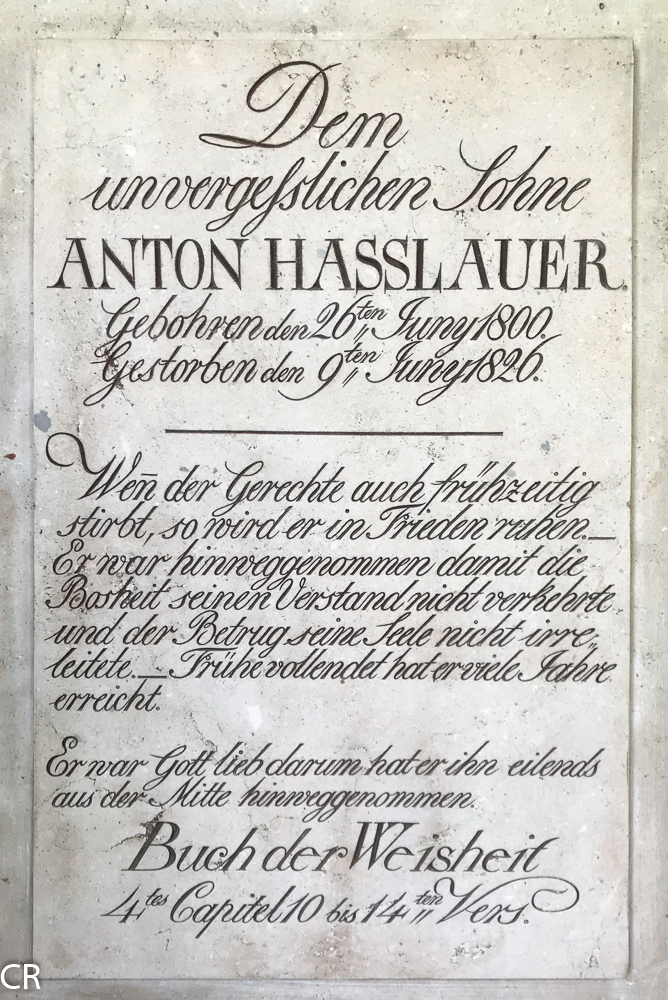 Dem
unvergeſslichen Sohne
ANTON HASSLAUER.
Gebohren den 26ten Juny 1800.
Gestorben den 9ten Juny 1826.
Wen̄ der Gerechte auch frühzeitig
stirbt, so wird er in Frieden ruhen.—
Er war hinweggenommen damit die
Bosheit seinen Verstand nicht verkehrte
und der Betrug seine Seele nicht irre„
leitete.— Frühe vollendet hat er viele Jahre
erreicht.
Er war Gott lieb darum hat er ihn eilends
aus der Mitte hinweggenommen.
Buch der Weisheit
4tes Capitel 10 bis 14ten Vers.
CR